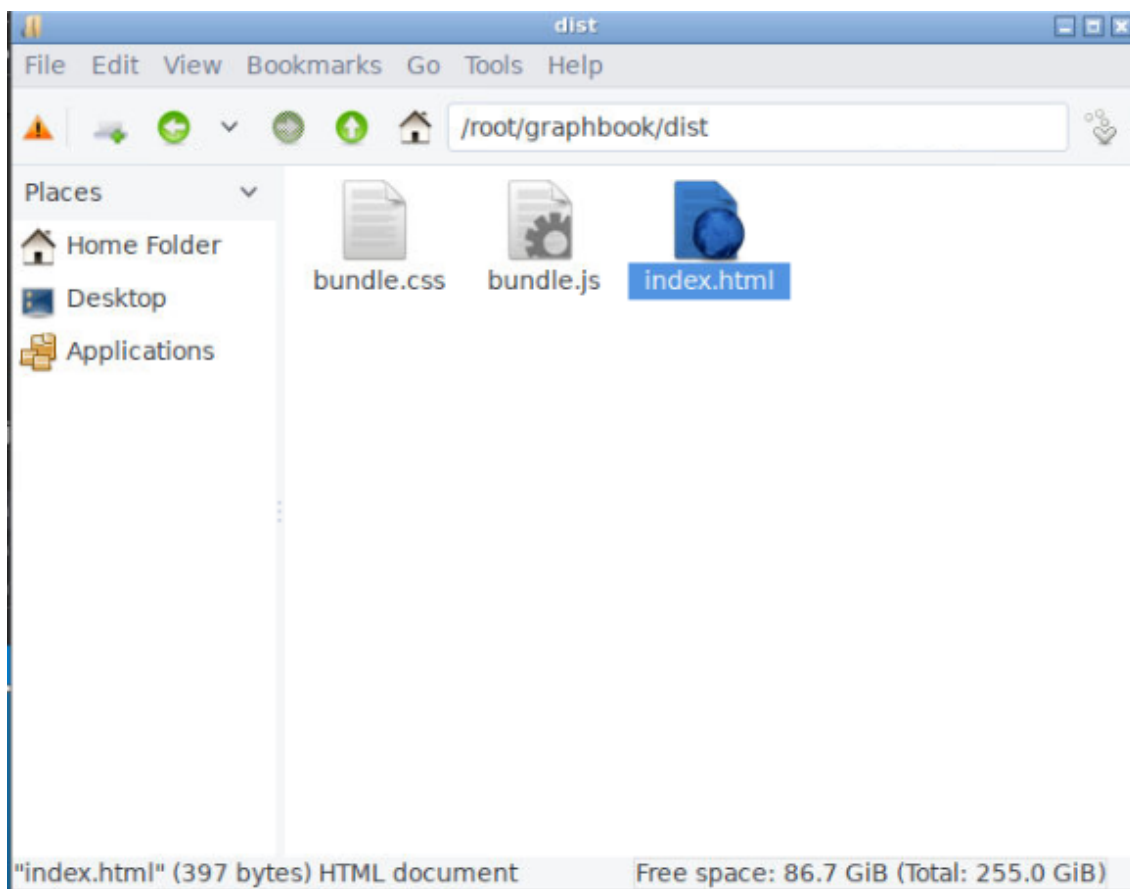 dist
File Edit View Bookmarks Go Tools Help
/root/graphbook/dist
Places
Home Folder
Desktop
Applications
bundle.css bundle.js index.html
"index.html" (397 bytes) HTML document Free space: 86.7 GiB (Total: 255.0 GiB)